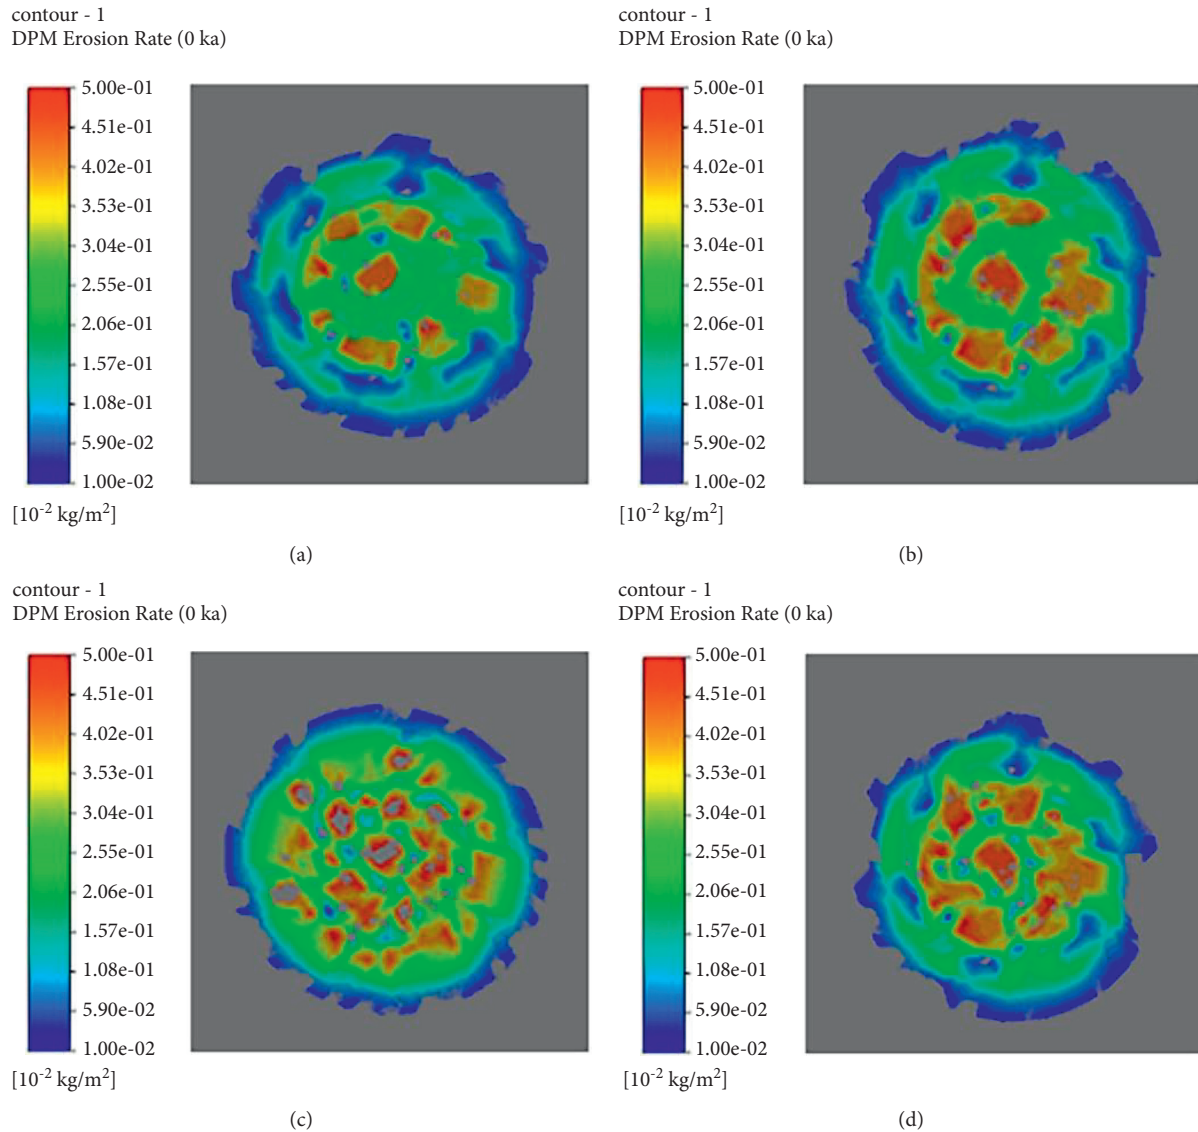 contour - 1
DPM Erosion Rate (0 ka)
5.00e-01
4.51e-01
4.02e-01
3.53e-01
3.04e-01
2.55e-01
2.06e-01
1.57e-01
1.08e-01
5.90e-02
1.00e-02
[10⁻² kg/m²]
(a)
contour - 1
DPM Erosion Rate (0 ka)
5.00e-01
4.51e-01
4.02e-01
3.53e-01
3.04e-01
2.55e-01
2.06e-01
1.57e-01
1.08e-01
5.90e-02
1.00e-02
[10⁻² kg/m²]
(b)
contour - 1
DPM Erosion Rate (0 ka)
5.00e-01
4.51e-01
4.02e-01
3.53e-01
3.04e-01
2.55e-01
2.06e-01
1.57e-01
1.08e-01
5.90e-02
1.00e-02
[10⁻² kg/m²]
(c)
contour - 1
DPM Erosion Rate (0 ka)
5.00e-01
4.51e-01
4.02e-01
3.53e-01
3.04e-01
2.55e-01
2.06e-01
1.57e-01
1.08e-01
5.90e-02
1.00e-02
[10⁻² kg/m²]
(d)